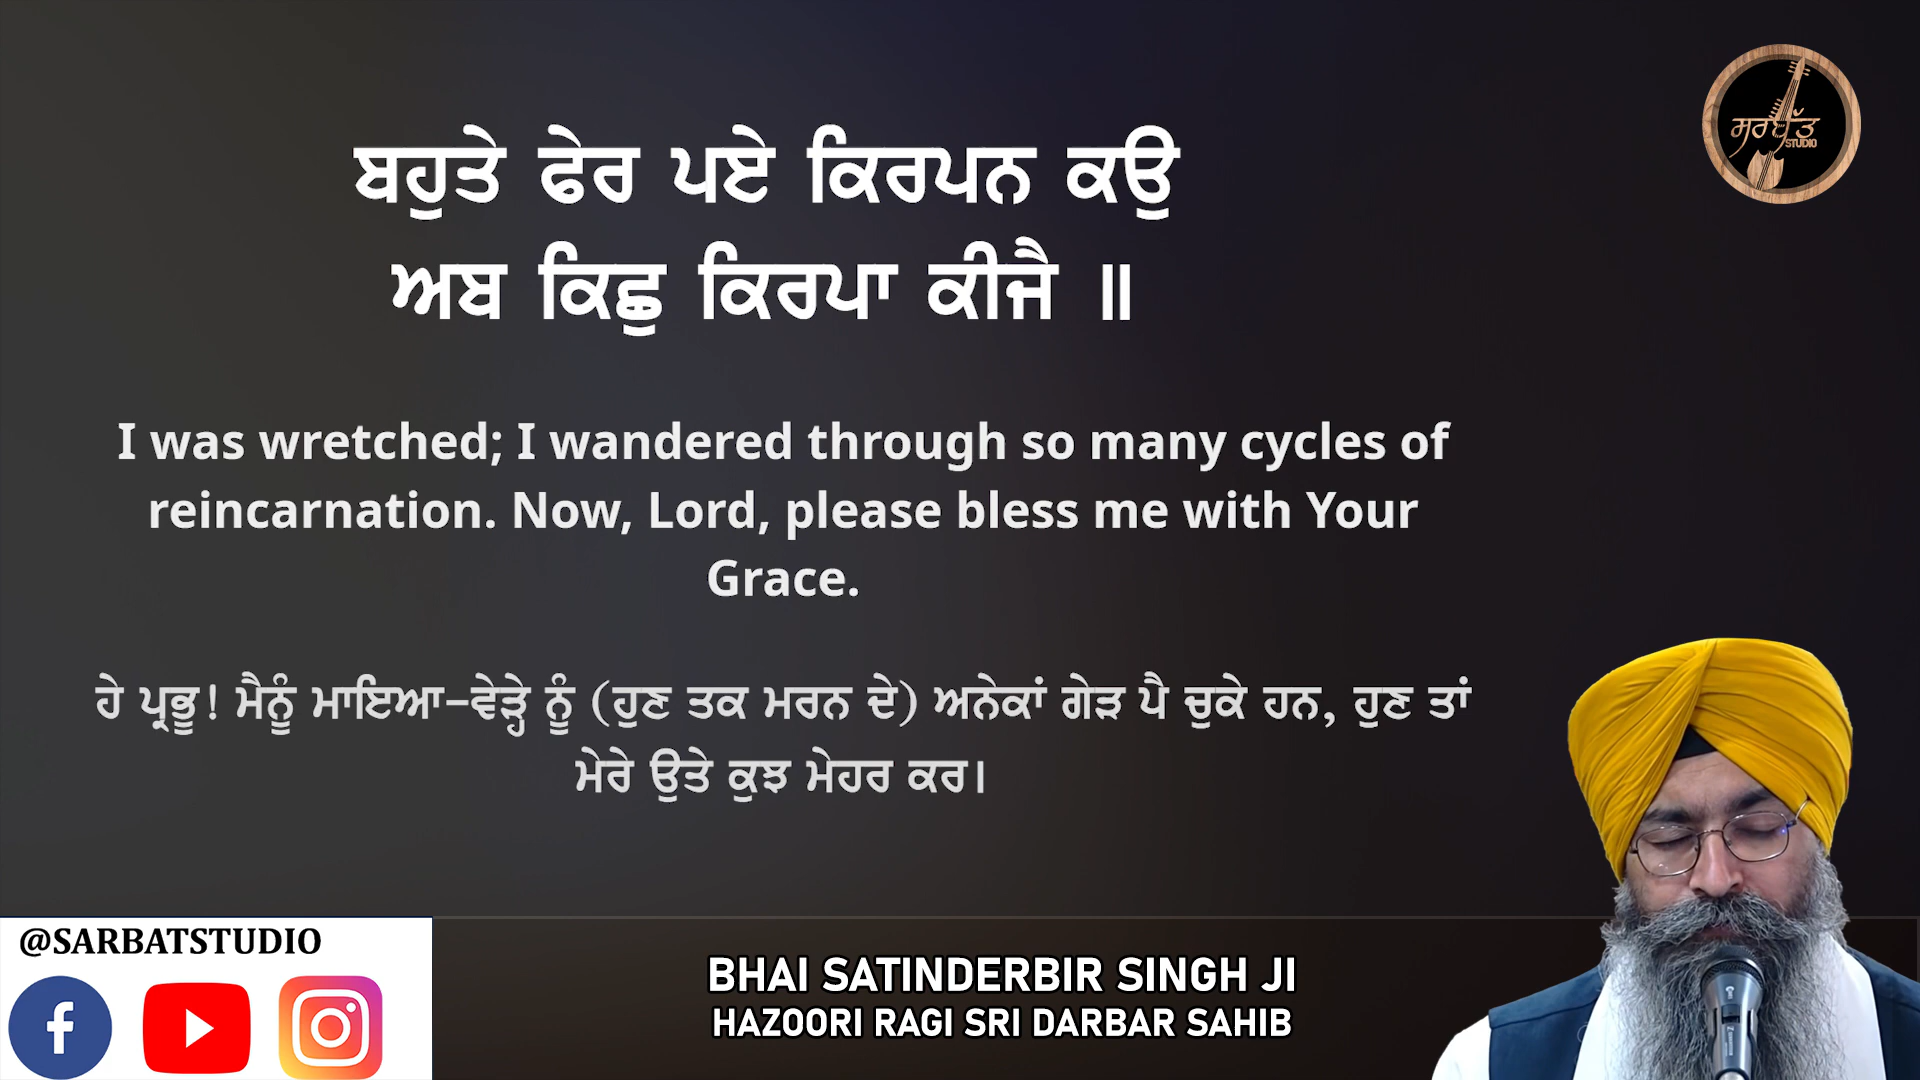 ਸਰਬੱਤ
STUDIO
ਬਹੁਤੇ ਫੇਰ ਪਏ ਕਿਰਪਨ ਕਉ
ਅਬ ਕਿਛੁ ਕਿਰਪਾ ਕੀਜੈ ॥
I was wretched; I wandered through so many cycles of
reincarnation. Now, Lord, please bless me with Your
Grace.
ਹੇ ਪ੍ਰਭੂ! ਮੈਨੂੰ ਮਾਇਆ-ਵੇੜ੍ਹੇ ਨੂੰ (ਹੁਣ ਤਕ ਮਰਨ ਦੇ) ਅਨੇਕਾਂ ਗੇੜ ਪੈ ਚੁਕੇ ਹਨ, ਹੁਣ ਤਾਂ
ਮੇਰੇ ਉਤੇ ਕੁਝ ਮੇਹਰ ਕਰ।
@SARBATSTUDIO
BHAI SATINDERBIR SINGH JI
HAZOORI RAGI SRI DARBAR SAHIB